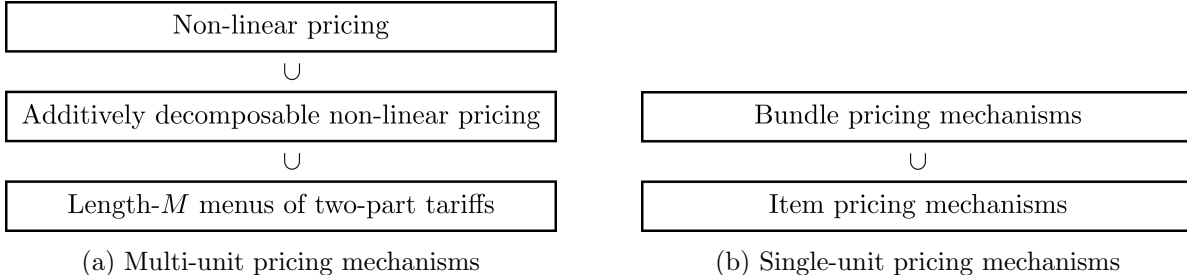 Non-linear pricing
∪
Additively decomposable non-linear pricing
∪
Length-M menus of two-part tariffs
(a) Multi-unit pricing mechanisms
Bundle pricing mechanisms
∪
Item pricing mechanisms
(b) Single-unit pricing mechanisms